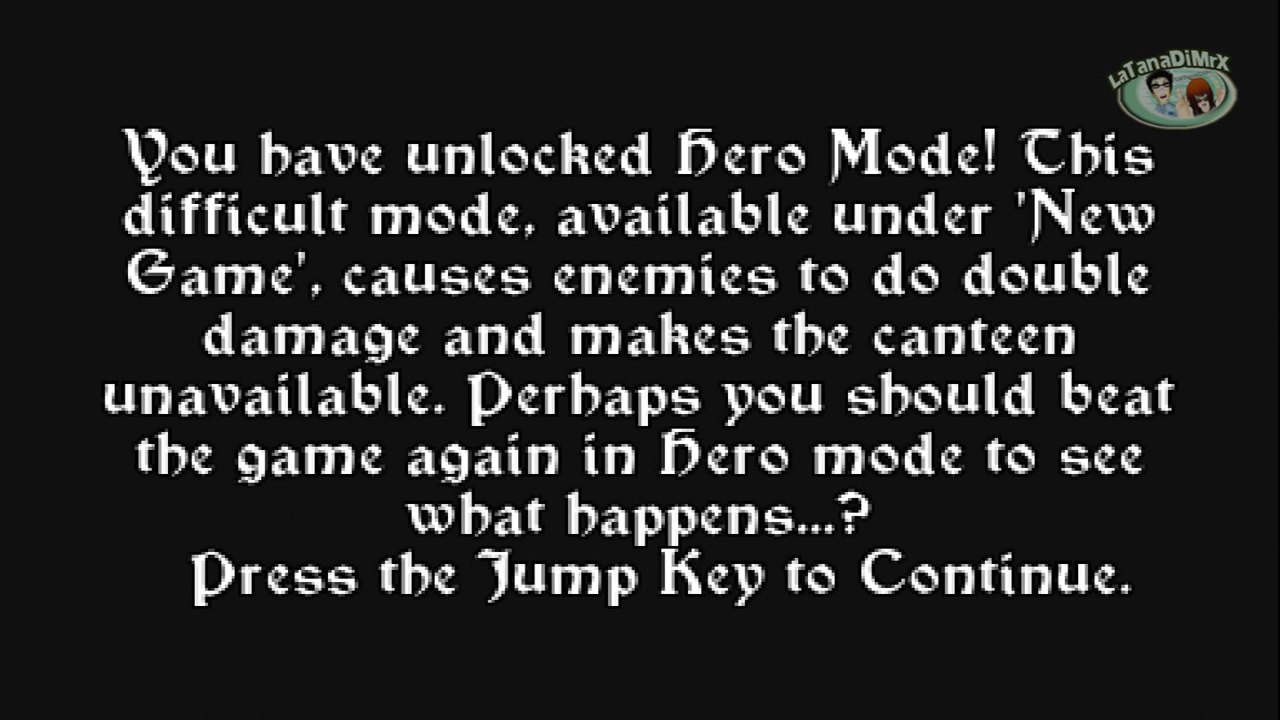 LaTanaDiMrX
You have unlocked Hero Mode! This
difficult mode, available under 'New
Game', causes enemies to do double
damage and makes the canteen
unavailable. Perhaps you should beat
the game again in Hero mode to see
what happens...?
Press the Jump Key to Continue.